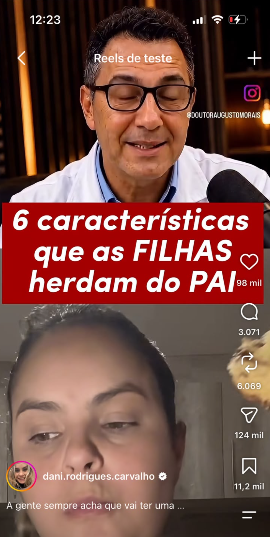 12:23
Reels de teste
@DOUTORAUGUSTOMORAIS
6 características
que as FILHAS
herdam do PAI
98 mil
3.071
6.069
124 mil
11,2 mil
dani.rodrigues.carvalho
A gente sempre acha que vai ter uma ...